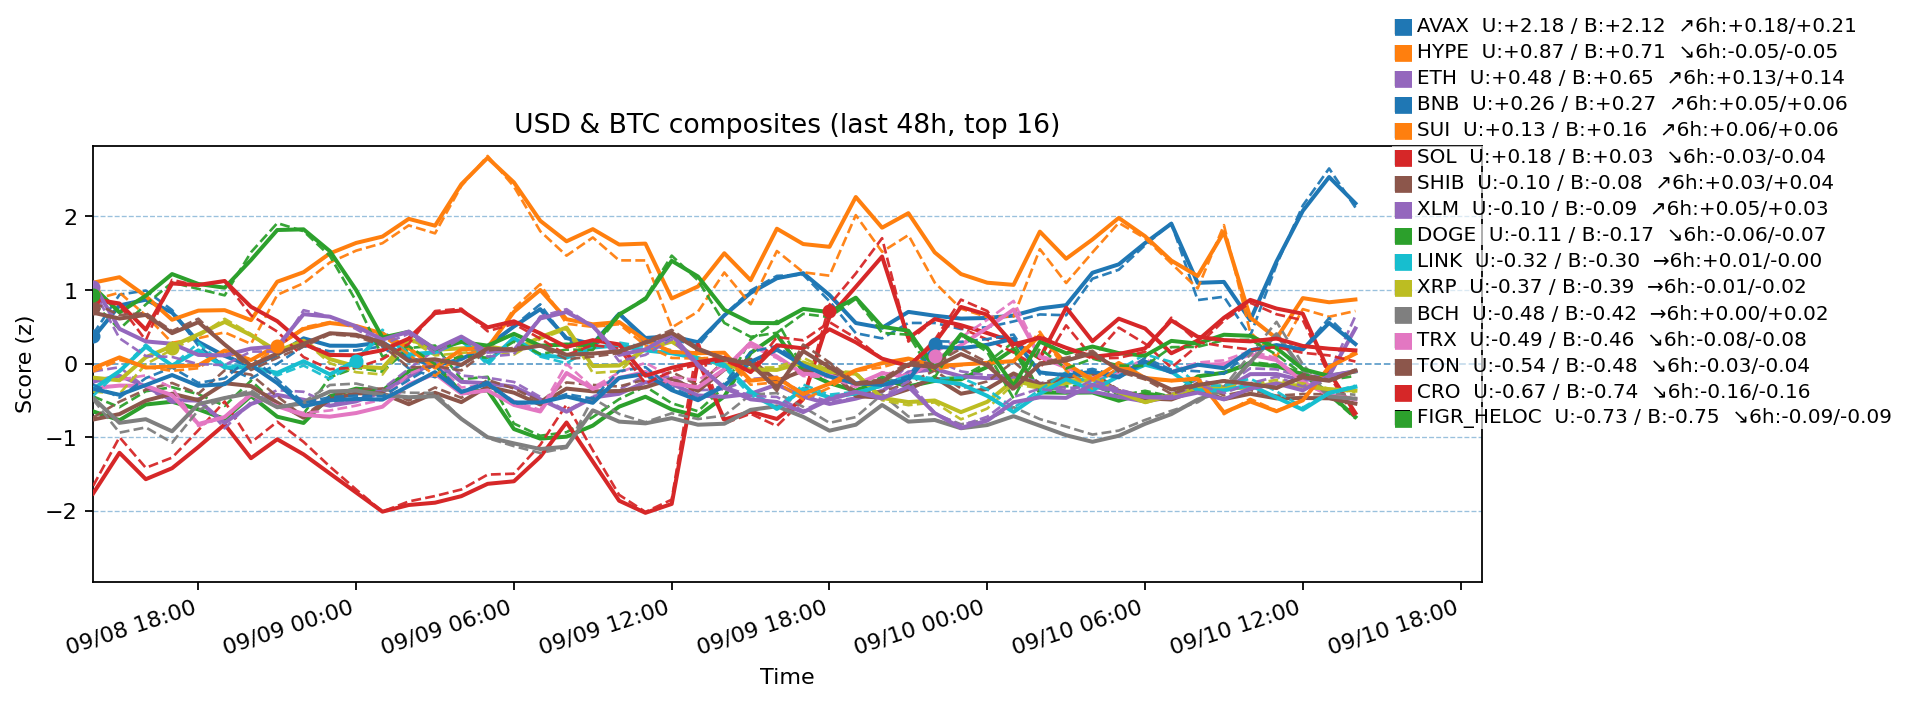 AVAX  U:+2.18 / B:+2.12  ↗6h:+0.18/+0.21
HYPE  U:+0.87 / B:+0.71  ↘6h:-0.05/-0.05
ETH  U:+0.48 / B:+0.65  ↗6h:+0.13/+0.14
BNB  U:+0.26 / B:+0.27  ↗6h:+0.05/+0.06
SUI  U:+0.13 / B:+0.16  ↗6h:+0.06/+0.06
SOL  U:+0.18 / B:+0.03  ↘6h:-0.03/-0.04
SHIB  U:-0.10 / B:-0.08  ↗6h:+0.03/+0.04
XLM  U:-0.10 / B:-0.09  ↗6h:+0.05/+0.03
DOGE  U:-0.11 / B:-0.17  ↘6h:-0.06/-0.07
LINK  U:-0.32 / B:-0.30  →6h:+0.01/-0.00
XRP  U:-0.37 / B:-0.39  →6h:-0.01/-0.02
BCH  U:-0.48 / B:-0.42  →6h:+0.00/+0.02
TRX  U:-0.49 / B:-0.46  ↘6h:-0.08/-0.08
TON  U:-0.54 / B:-0.48  ↘6h:-0.03/-0.04
CRO  U:-0.67 / B:-0.74  ↘6h:-0.16/-0.16
FIGR_HELOC  U:-0.73 / B:-0.75  ↘6h:-0.09/-0.09
USD & BTC composites (last 48h, top 16)
Score (z)
2
1
0
−1
−2
09/08 18:00
09/09 00:00
09/09 06:00
09/09 12:00
09/09 18:00
09/10 00:00
09/10 06:00
09/10 12:00
09/10 18:00
Time